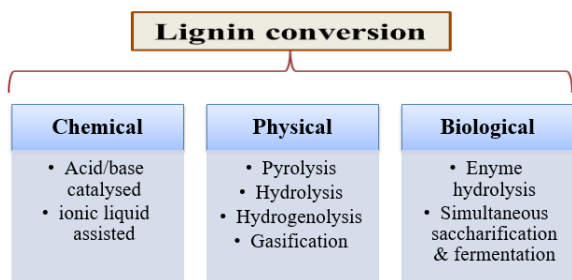 Lignin conversion
Chemical
• Acid/base
catalysed
• ionic liquid
assisted
Physical
• Pyrolysis
• Hydrolysis
• Hydrogenolysis
• Gasification
Biological
• Enyme
hydrolysis
• Simultaneous
saccharification
& fermentation